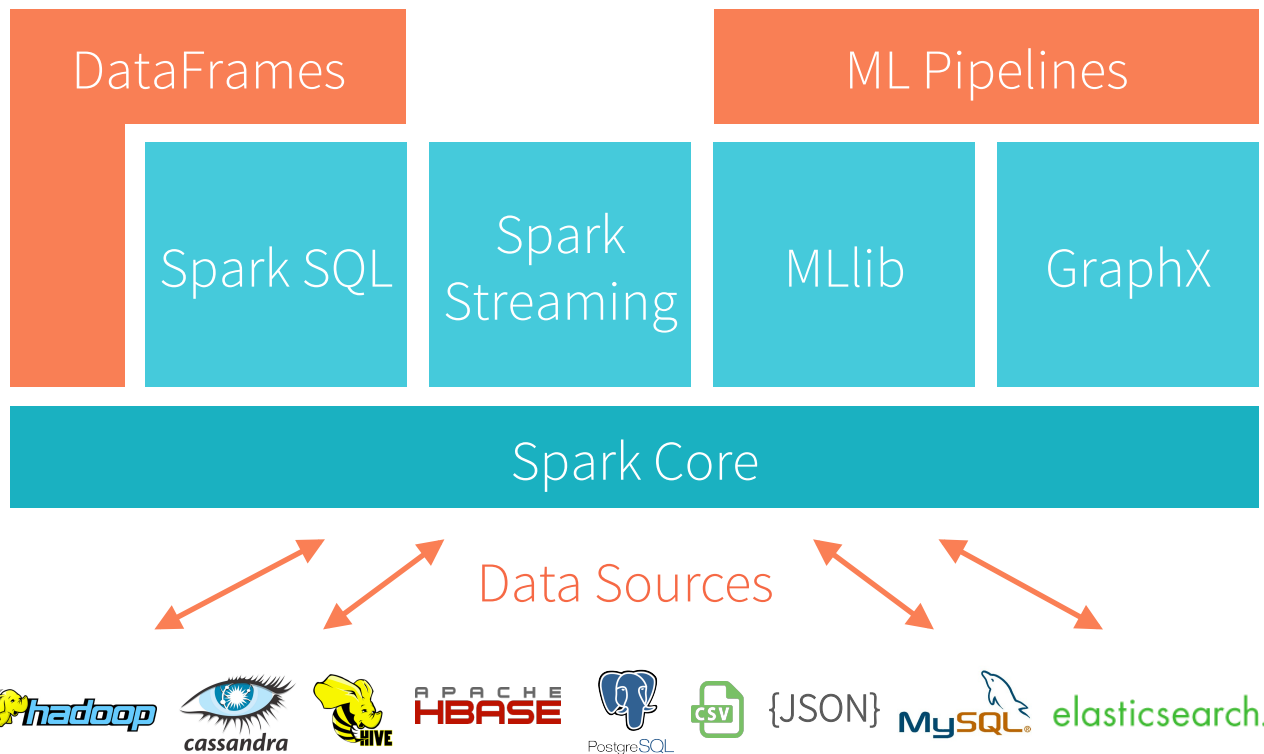 DataFrames
ML Pipelines
Spark SQL
Spark
Streaming
MLlib
GraphX
Spark Core
Data Sources
hadoop
cassandra
HIVE
APACHE
HBASE
PostgreSQL
CSV
{JSON}
MySQL®
elasticsearch.